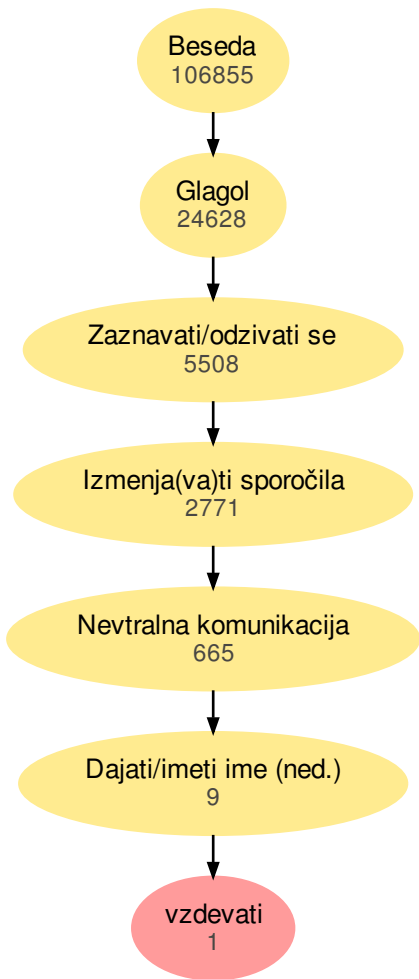 Beseda
106855
Glagol
24628
Zaznavati/odzivati se
5508
Izmenja(va)ti sporočila
2771
Nevtralna komunikacija
665
Dajati/imeti ime (ned.)
9
vzdevati
1